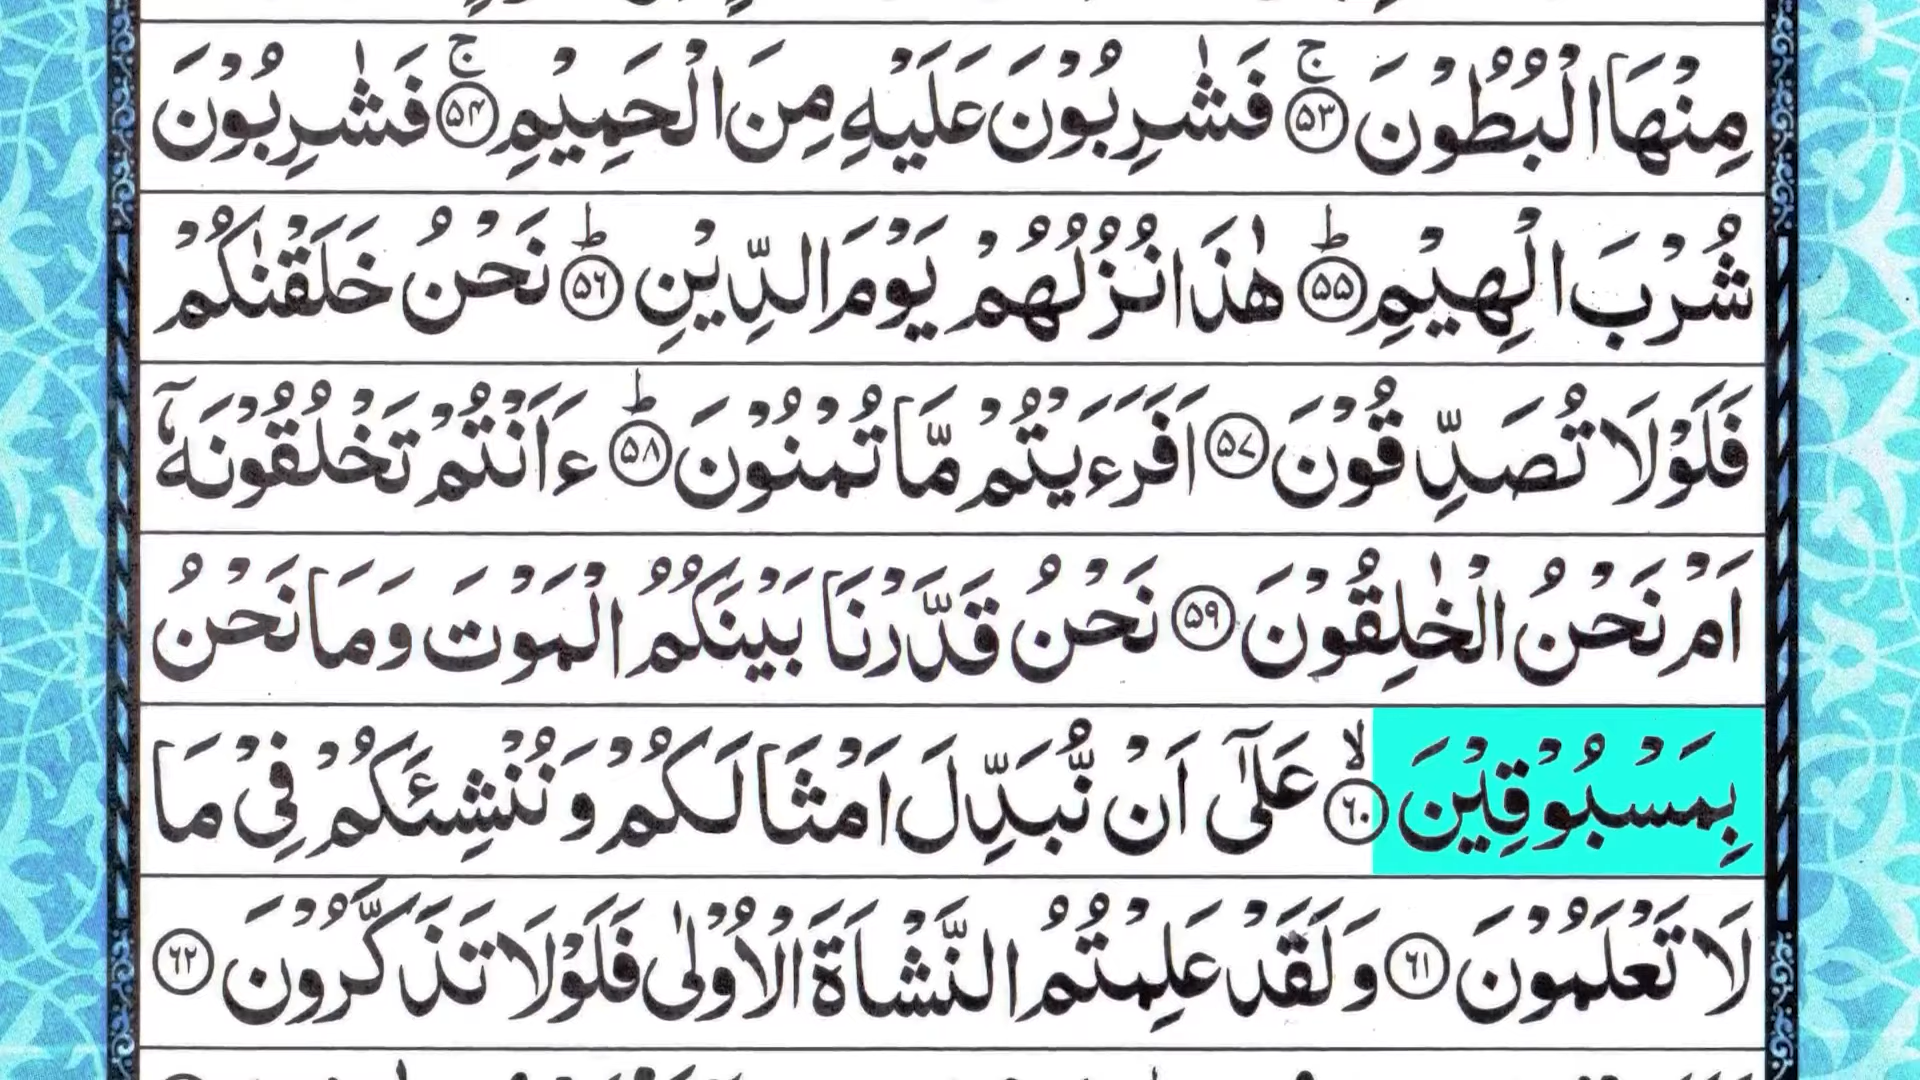 مِنْهَا الْبُطُوْنَ ۚ‏﴿۵۳﴾ فَشٰرِبُوْنَ عَلَيْهِ مِنَ الْحَمِيْمِ ۚ‏﴿۵۴﴾ فَشٰرِبُوْنَ
شُرْبَ الْهِيْمِ ؕ‏﴿۵۵﴾ هٰذَا نُزُلُهُمْ يَوْمَ الدِّيْنِ ؕ‏﴿۵۶﴾ نَحْنُ خَلَقْنٰكُمْ
فَلَوْلَا تُصَدِّقُوْنَ ﴿۵۷﴾ اَفَرَءَيْتُمْ مَّا تُمْنُوْنَ ؕ‏﴿۵۸﴾ ءَاَنْتُمْ تَخْلُقُوْنَهٗۤ
اَمْ نَحْنُ الْخٰلِقُوْنَ ﴿۵۹﴾ نَحْنُ قَدَّرْنَا بَيْنَكُمُ الْمَوْتَ وَمَا نَحْنُ
بِمَسْبُوْقِيْنَ ۙ‏﴿۶۰﴾ عَلٰۤى اَنْ نُّبَدِّلَ اَمْثَالَكُمْ وَنُنْشِئَكُمْ فِيْ مَا
لَا تَعْلَمُوْنَ ﴿۶۱﴾ وَلَقَدْ عَلِمْتُمُ النَّشْاَةَ الْاُوْلٰى فَلَوْلَا تَذَكَّرُوْنَ ﴿۶۲﴾